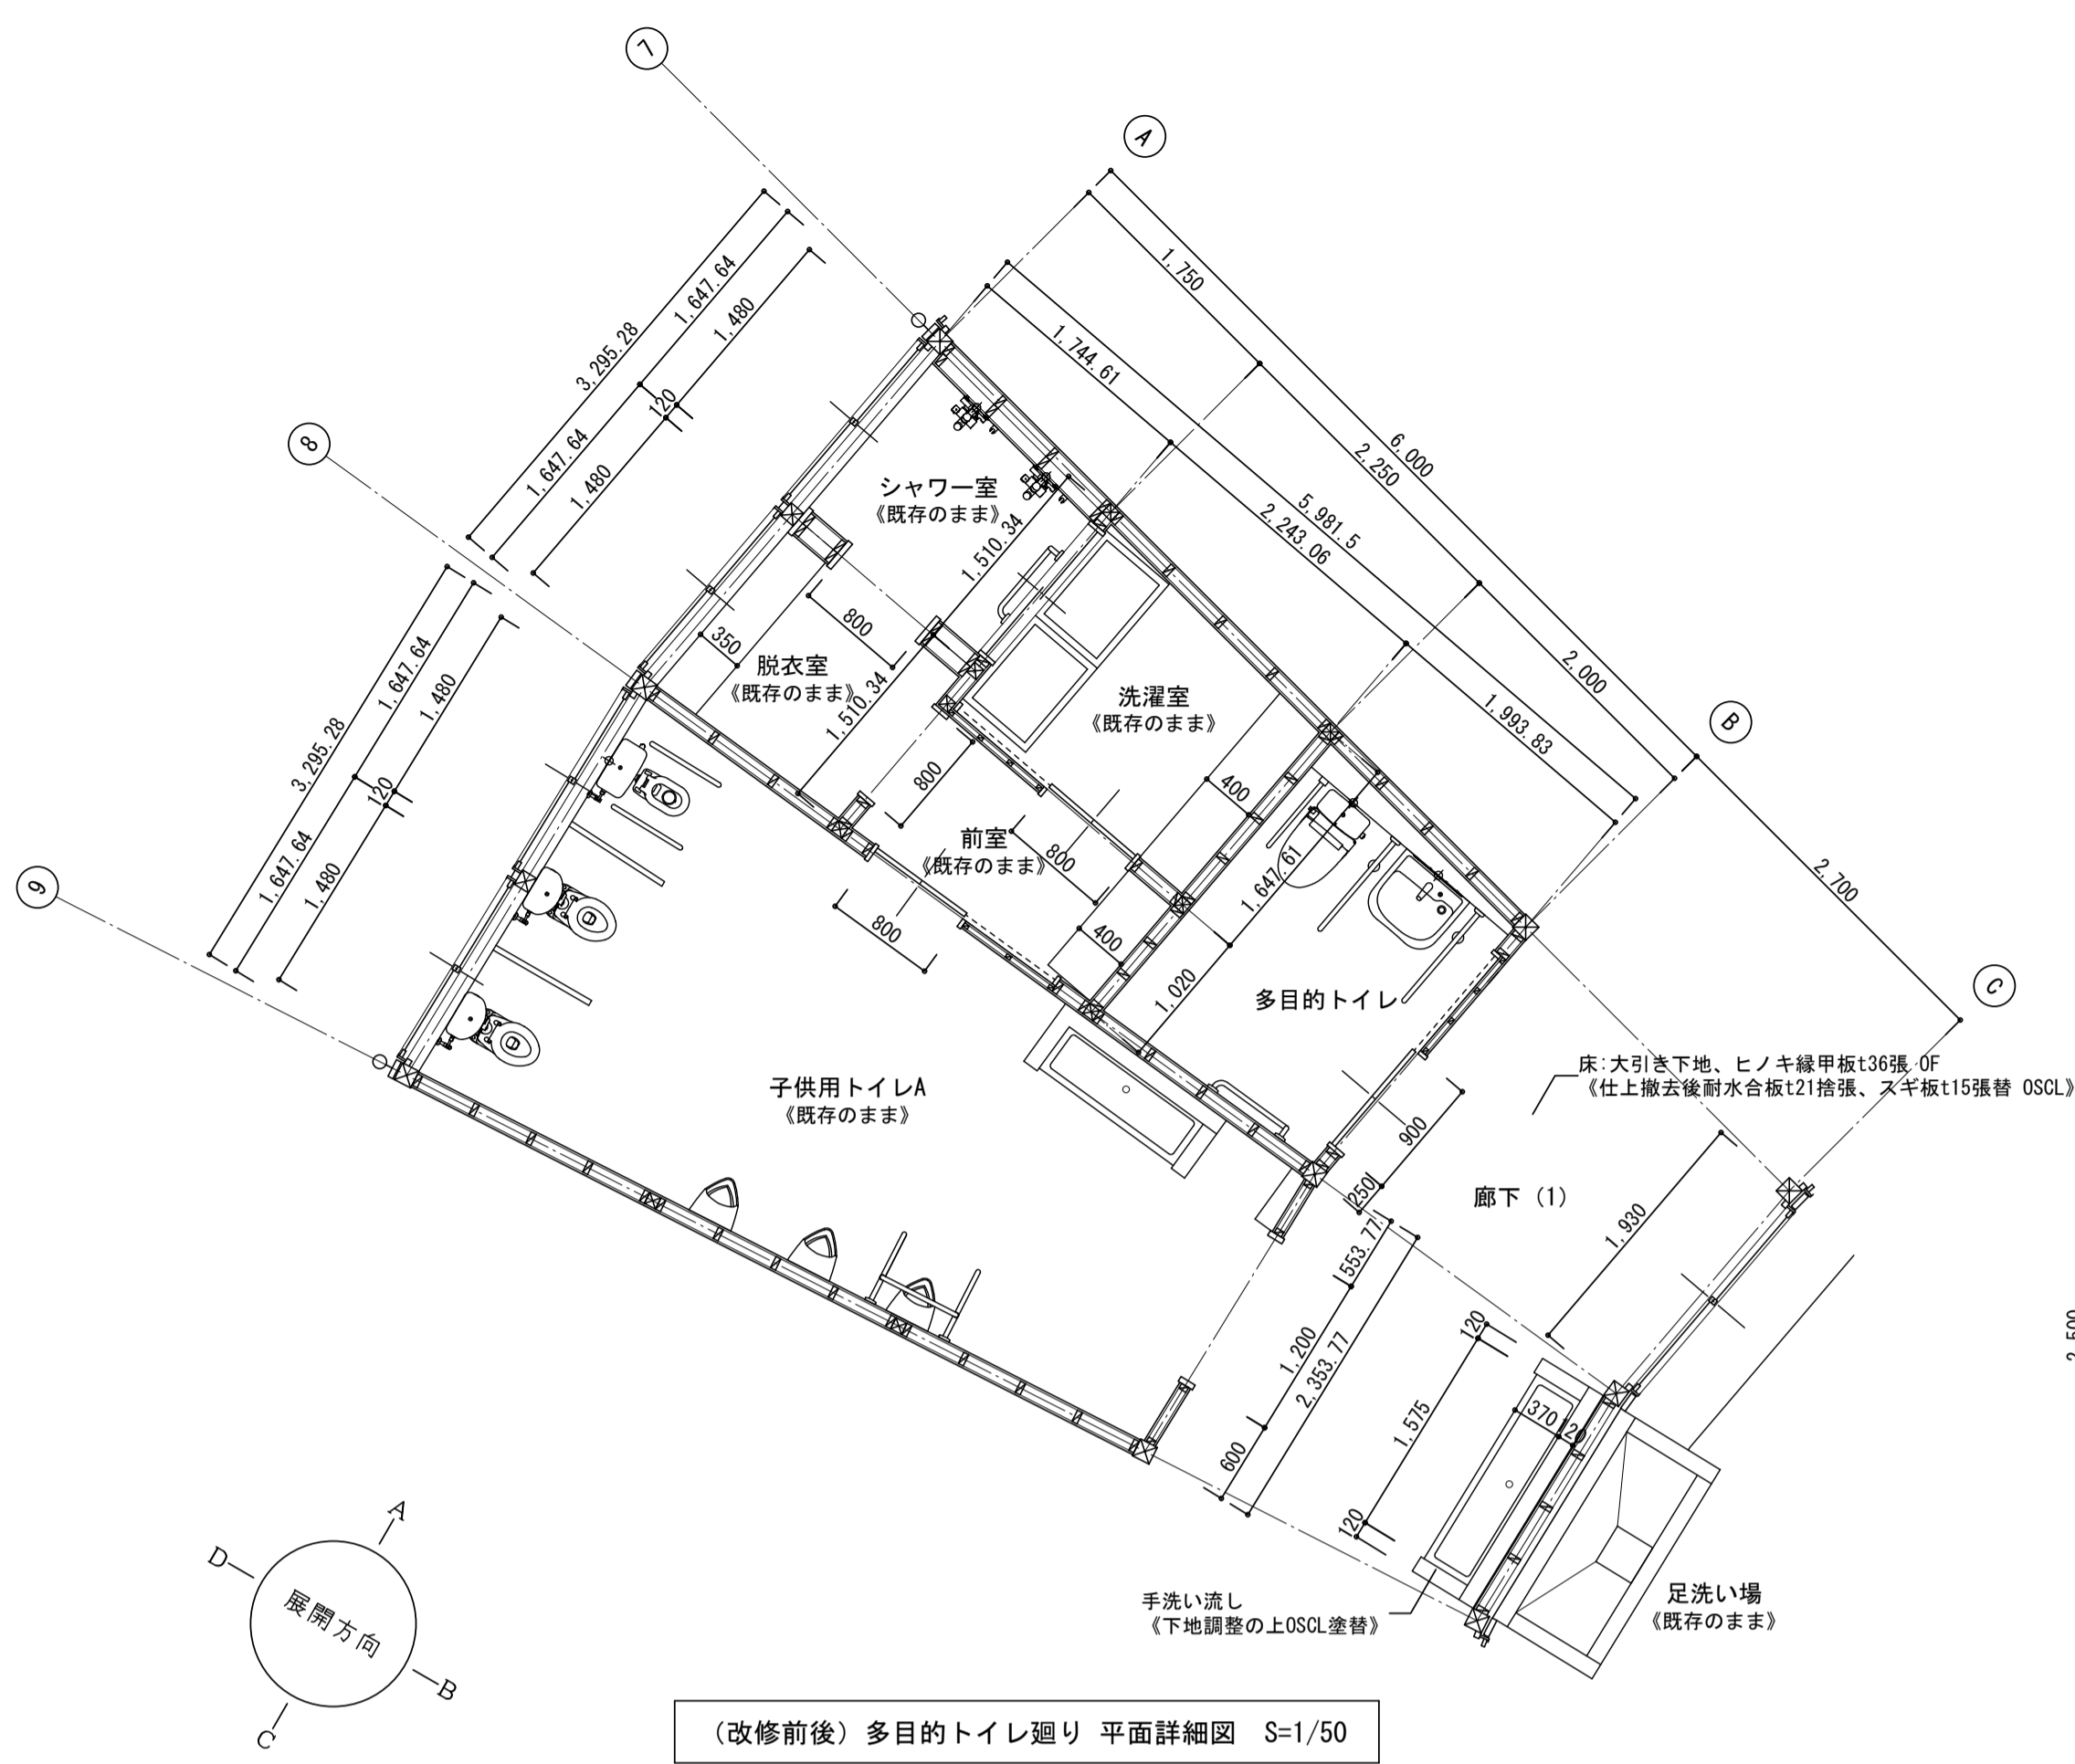 7
A
8
B
9
C
1,750
2,250
2,000
6,000
2,700
1,744.61
2,243.06
1,993.83
5,981.5
3,295.28
1,647.64
1,647.64
1,480
120
1,480
3,295.28
1,647.64
1,647.64
1,480
120
1,480
シャワー室
《既存のまま》
1,510.34
800
350
脱衣室
《既存のまま》
1,510.34
洗濯室
《既存のまま》
800
400
前室
《既存のまま》
800
1,647.61
800
400
1,020
多目的トイレ
子供用トイレA
《既存のまま》
床:大引き下地、ヒノキ縁甲板t36張 OF
《仕上撤去後耐水合板t21捨張、スギ板t15張替 OSCL》
900
250
廊下 (1)
1,930
553.77
1,200
2,353.77
600
120
1,575
120
370
120
2,500
手洗い流し
《下地調整の上OSCL塗替》
足洗い場
《既存のまま》
A
D
展開方向
B
C
(改修前後) 多目的トイレ廻り 平面詳細図 S=1/50